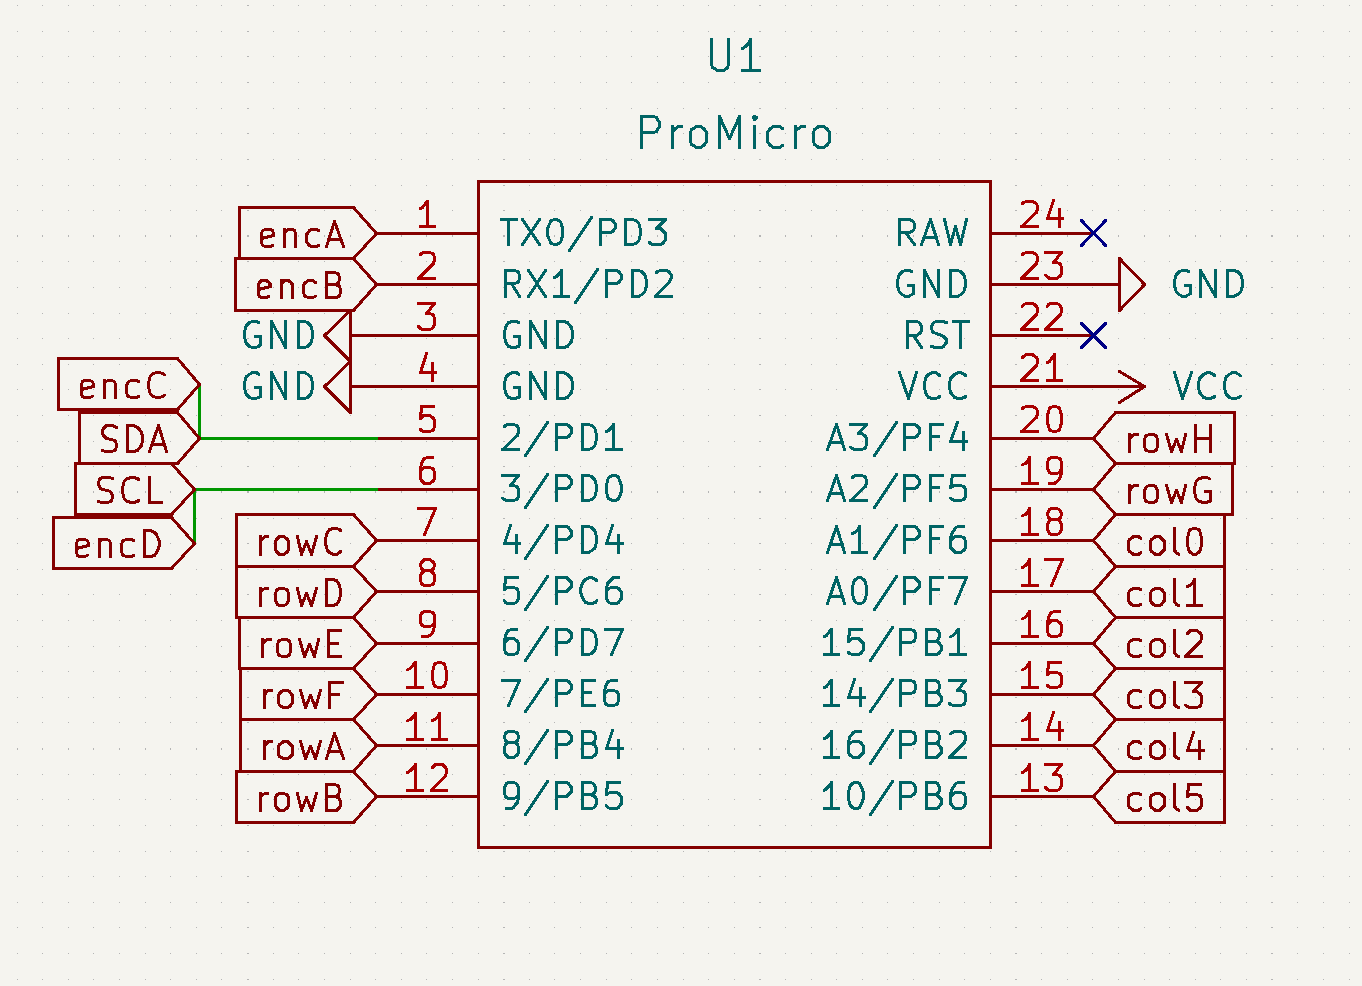 U1
ProMicro
encA 1 TX0/PD3 RAW 24
encB 2 RX1/PD2 GND 23 GND
GND 3 GND RST 22
GND 4 GND VCC 21 VCC
encC
SDA 5 2/PD1 A3/PF4 20 rowH
SCL 6 3/PD0 A2/PF5 19 rowG
encD
rowC 7 4/PD4 A1/PF6 18 col0
rowD 8 5/PC6 A0/PF7 17 col1
rowE 9 6/PD7 15/PB1 16 col2
rowF 10 7/PE6 14/PB3 15 col3
rowA 11 8/PB4 16/PB2 14 col4
rowB 12 9/PB5 10/PB6 13 col5